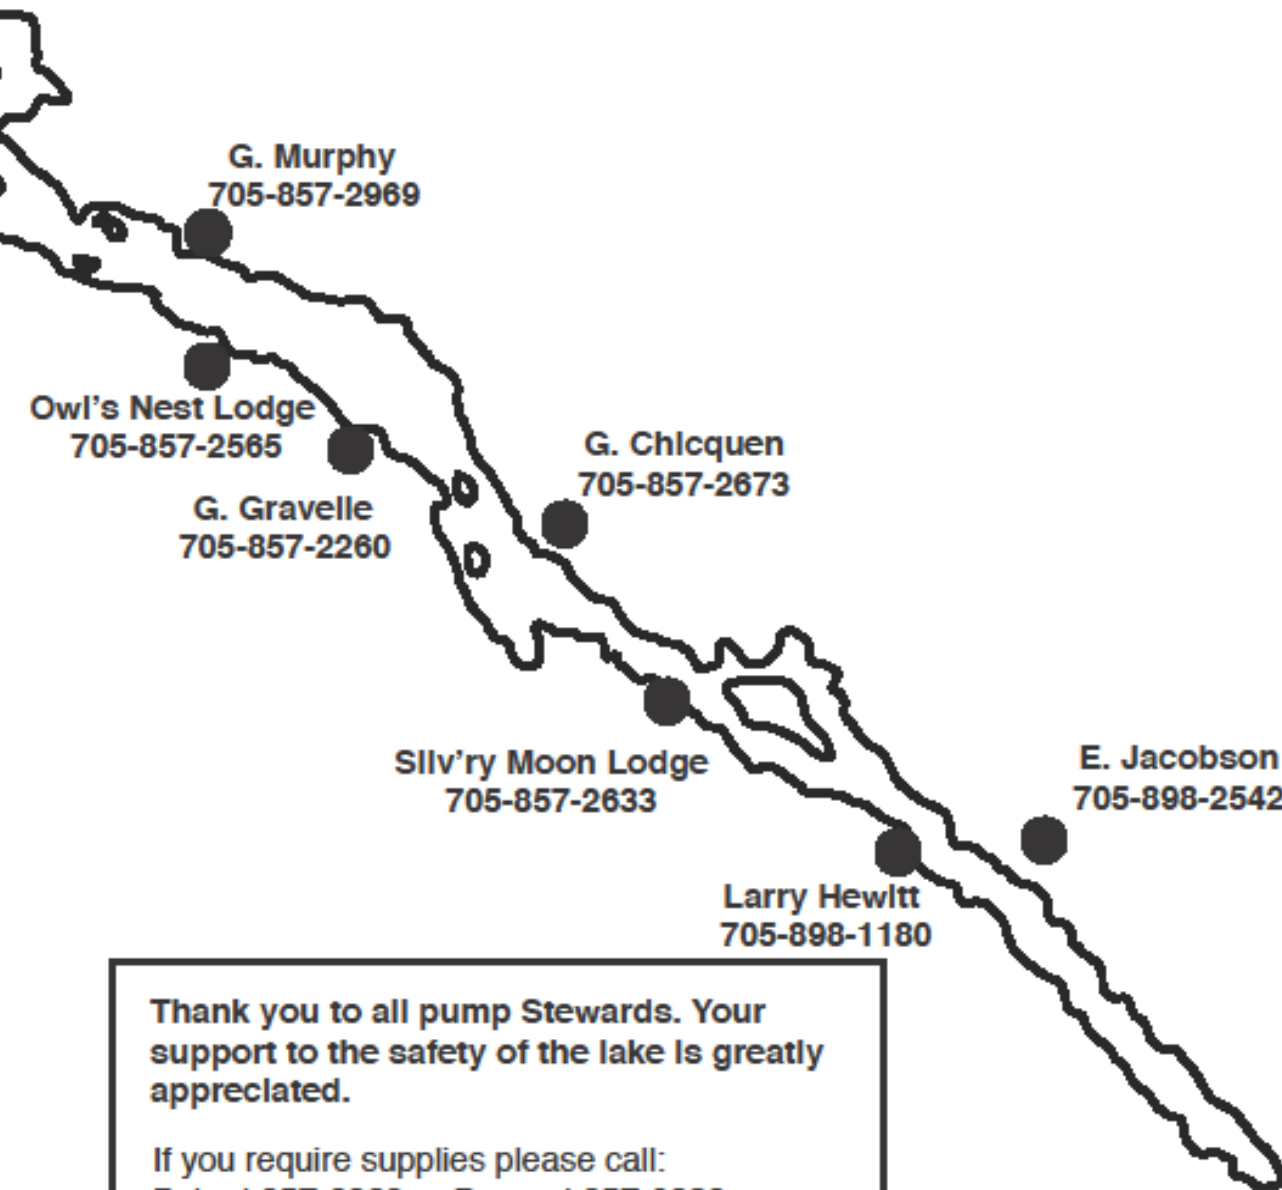 G. Murphy
705-857-2969
Owl's Nest Lodge
705-857-2565
G. Chicquen
705-857-2673
G. Gravelle
705-857-2260
Silv'ry Moon Lodge
705-857-2633
E. Jacobson
705-898-2542
Larry Hewitt
705-898-1180
Thank you to all pump Stewards. Your
support to the safety of the lake is greatly
appreciated.
If you require supplies please call: